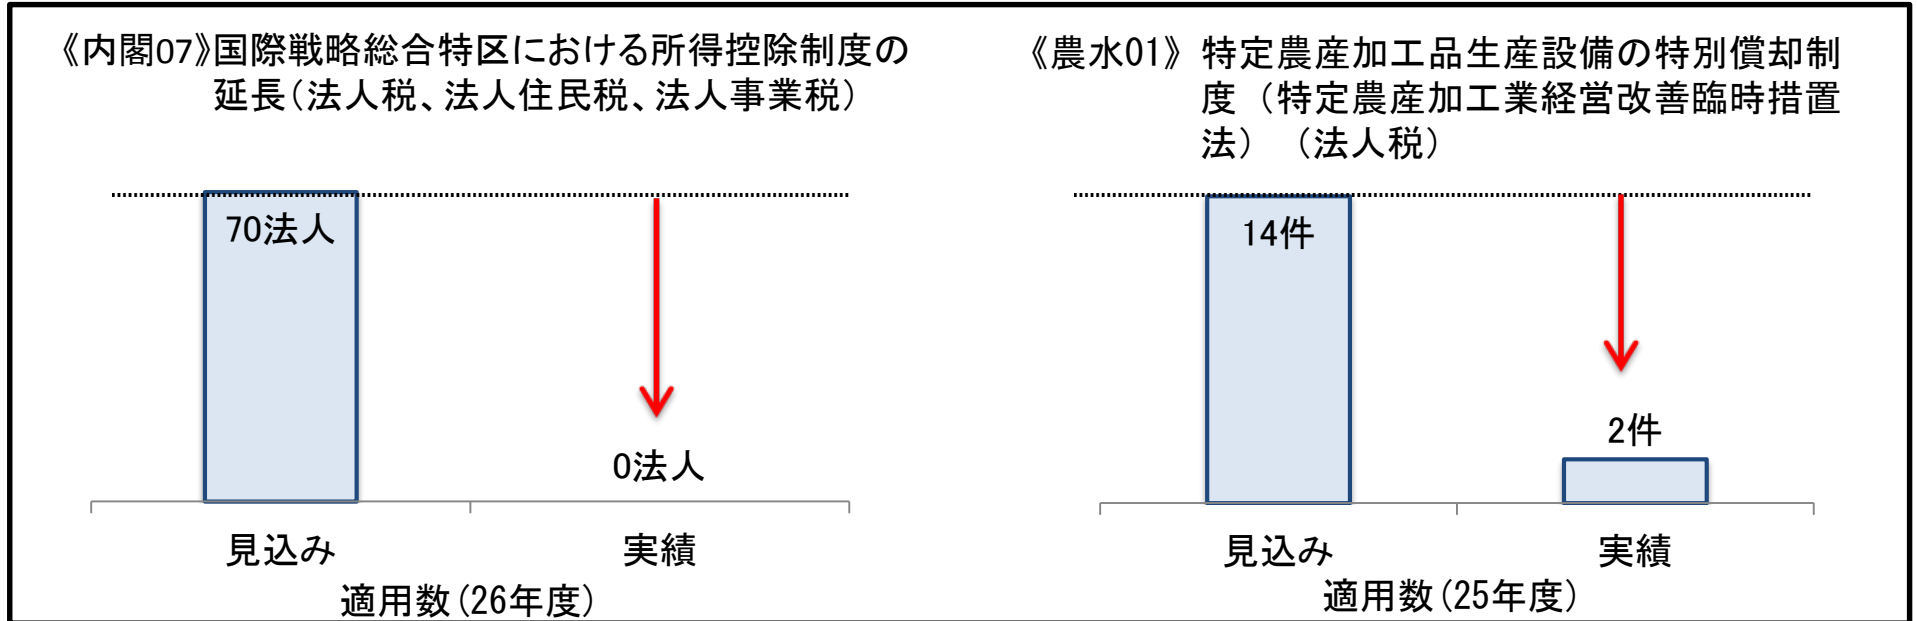 《内閣07》国際戦略総合特区における所得控除制度の
延長（法人税、法人住民税、法人事業税）
70法人
0法人
見込み
実績
適用数（26年度）
《農水01》特定農産加工品生産設備の特別償却制
度（特定農産加工業経営改善臨時措置
法）（法人税）
14件
2件
見込み
実績
適用数（25年度）